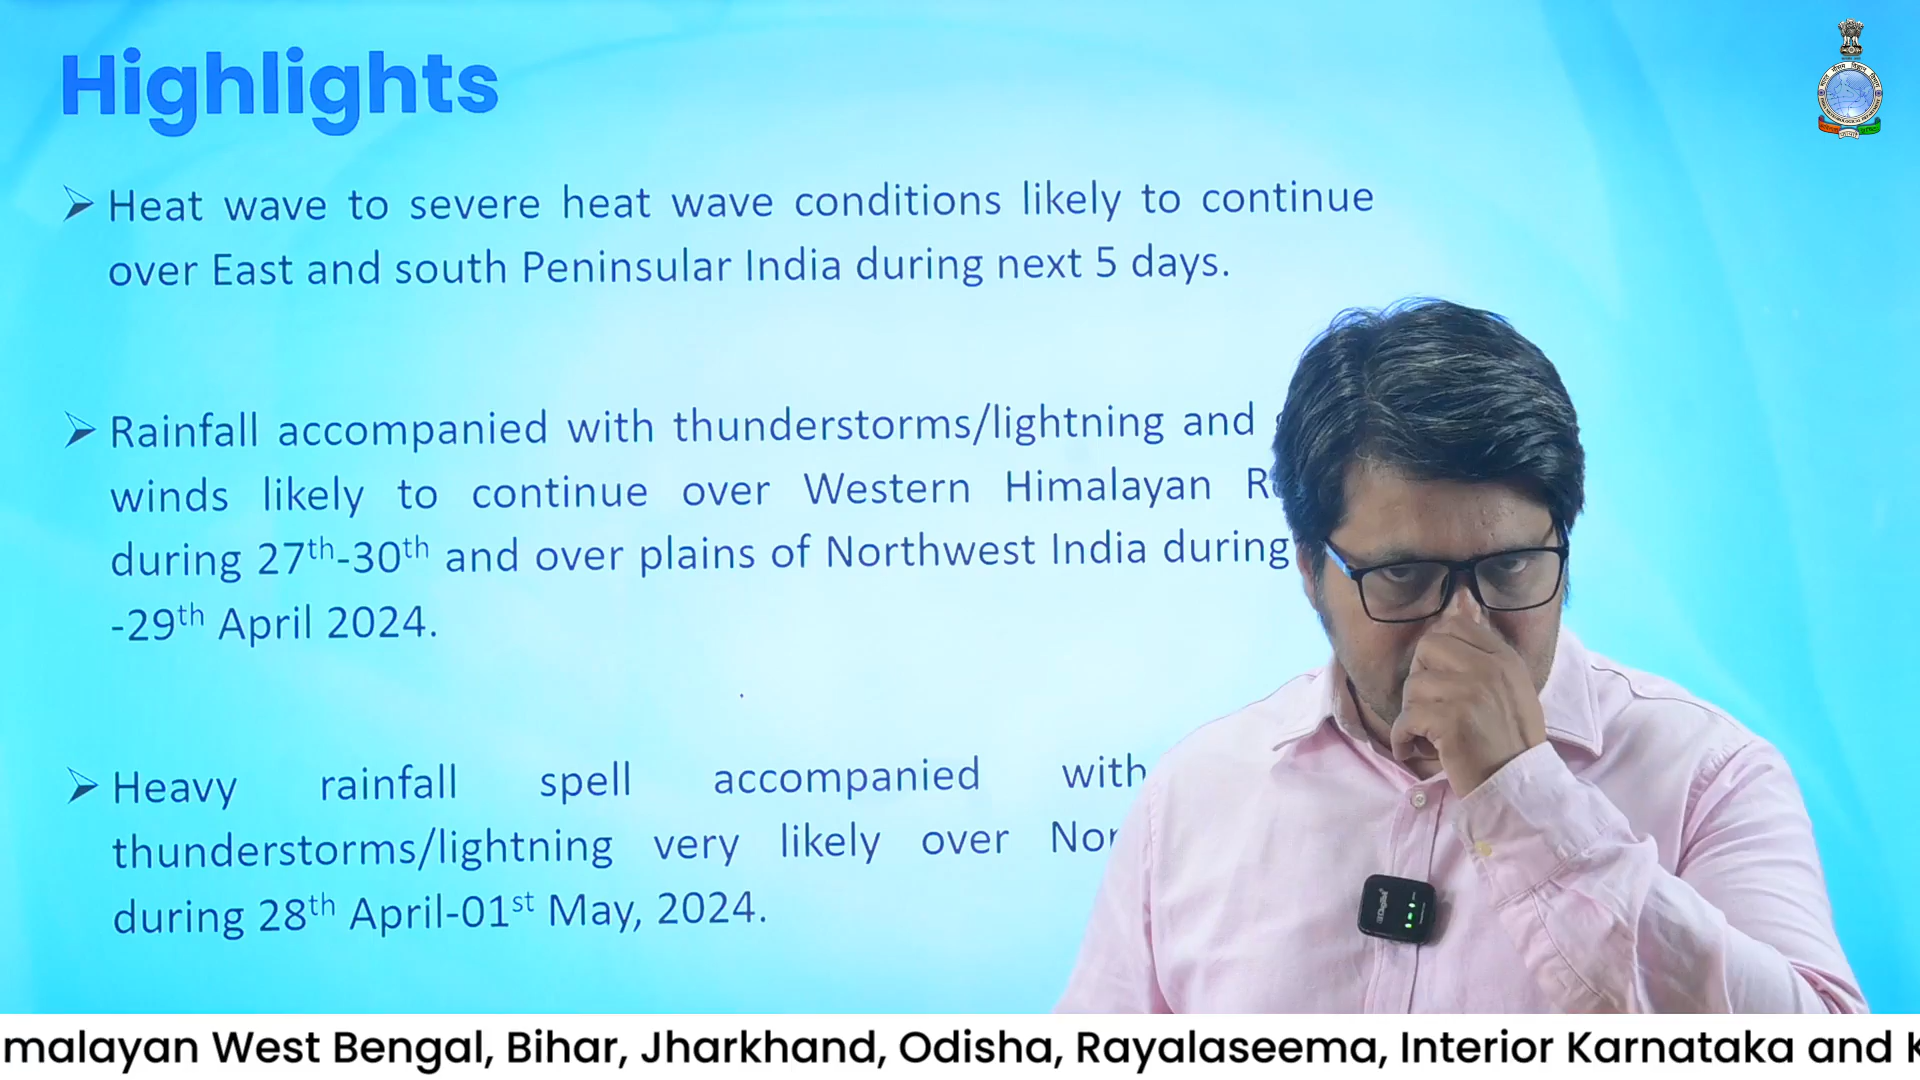 Highlights
Heat wave to severe heat wave conditions likely to continue
over East and south Peninsular India during next 5 days.
Rainfall accompanied with thunderstorms/lightning and
winds likely to continue over Western Himalayan
during 27th-30th and over plains of Northwest India during
-29th April 2024.
Heavy rainfall spell accompanied with
thunderstorms/lightning very likely over
during 28th April-01st May, 2024.
malayan West Bengal, Bihar, Jharkhand, Odisha, Rayalaseema, Interior Karnataka and